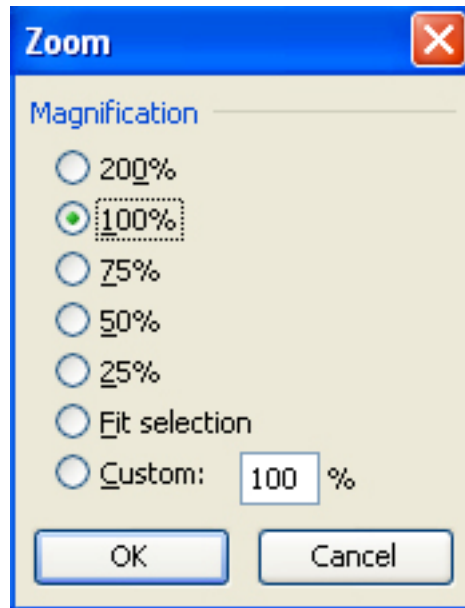 Zoom
Magnification
200%
100%
75%
50%
25%
Fit selection
Custom: 100 %
OK Cancel